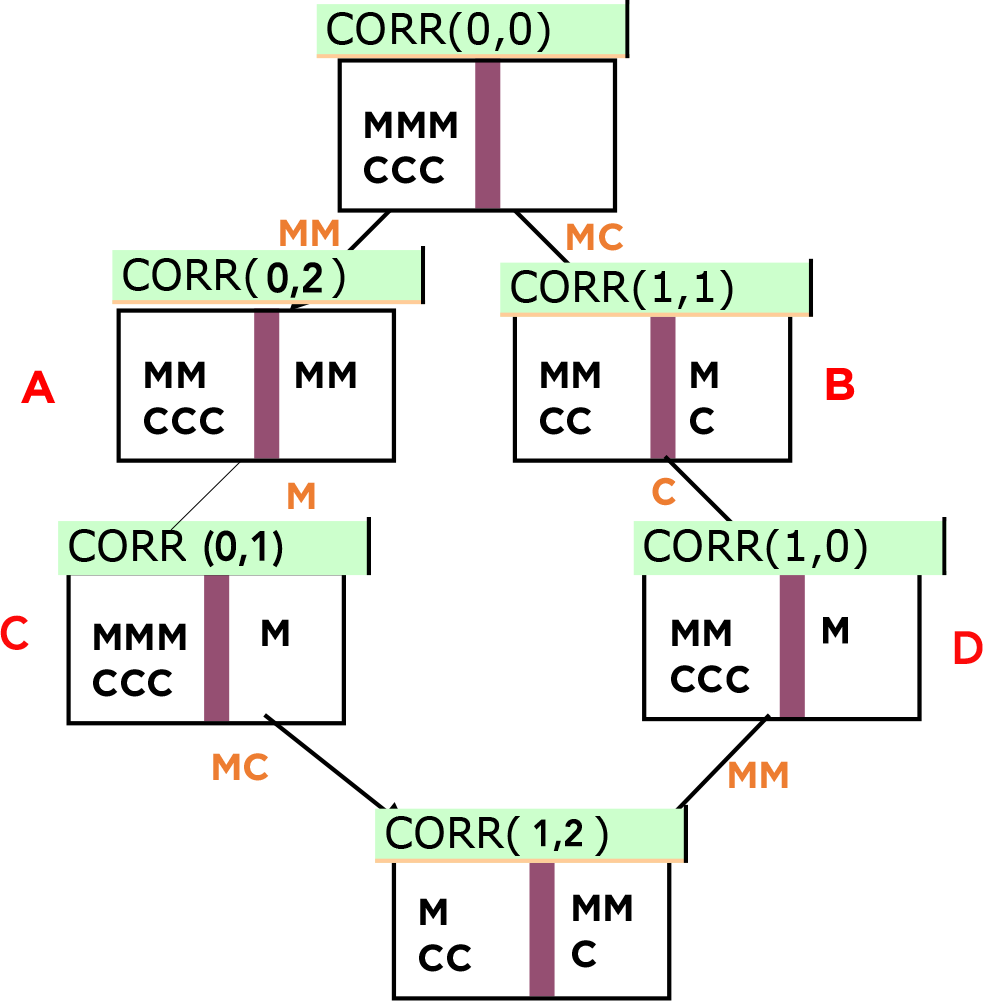 CORR(0,0)
MMM
CCC
MM
MC
CORR( 0,2 )
CORR(1,1)
A
MM
CCC
MM
MM
CC
M
C
B
M
C
CORR (0,1)
CORR(1,0)
C
MMM
CCC
M
MM
CCC
M
D
MC
MM
CORR( 1,2 )
M
CC
MM
C